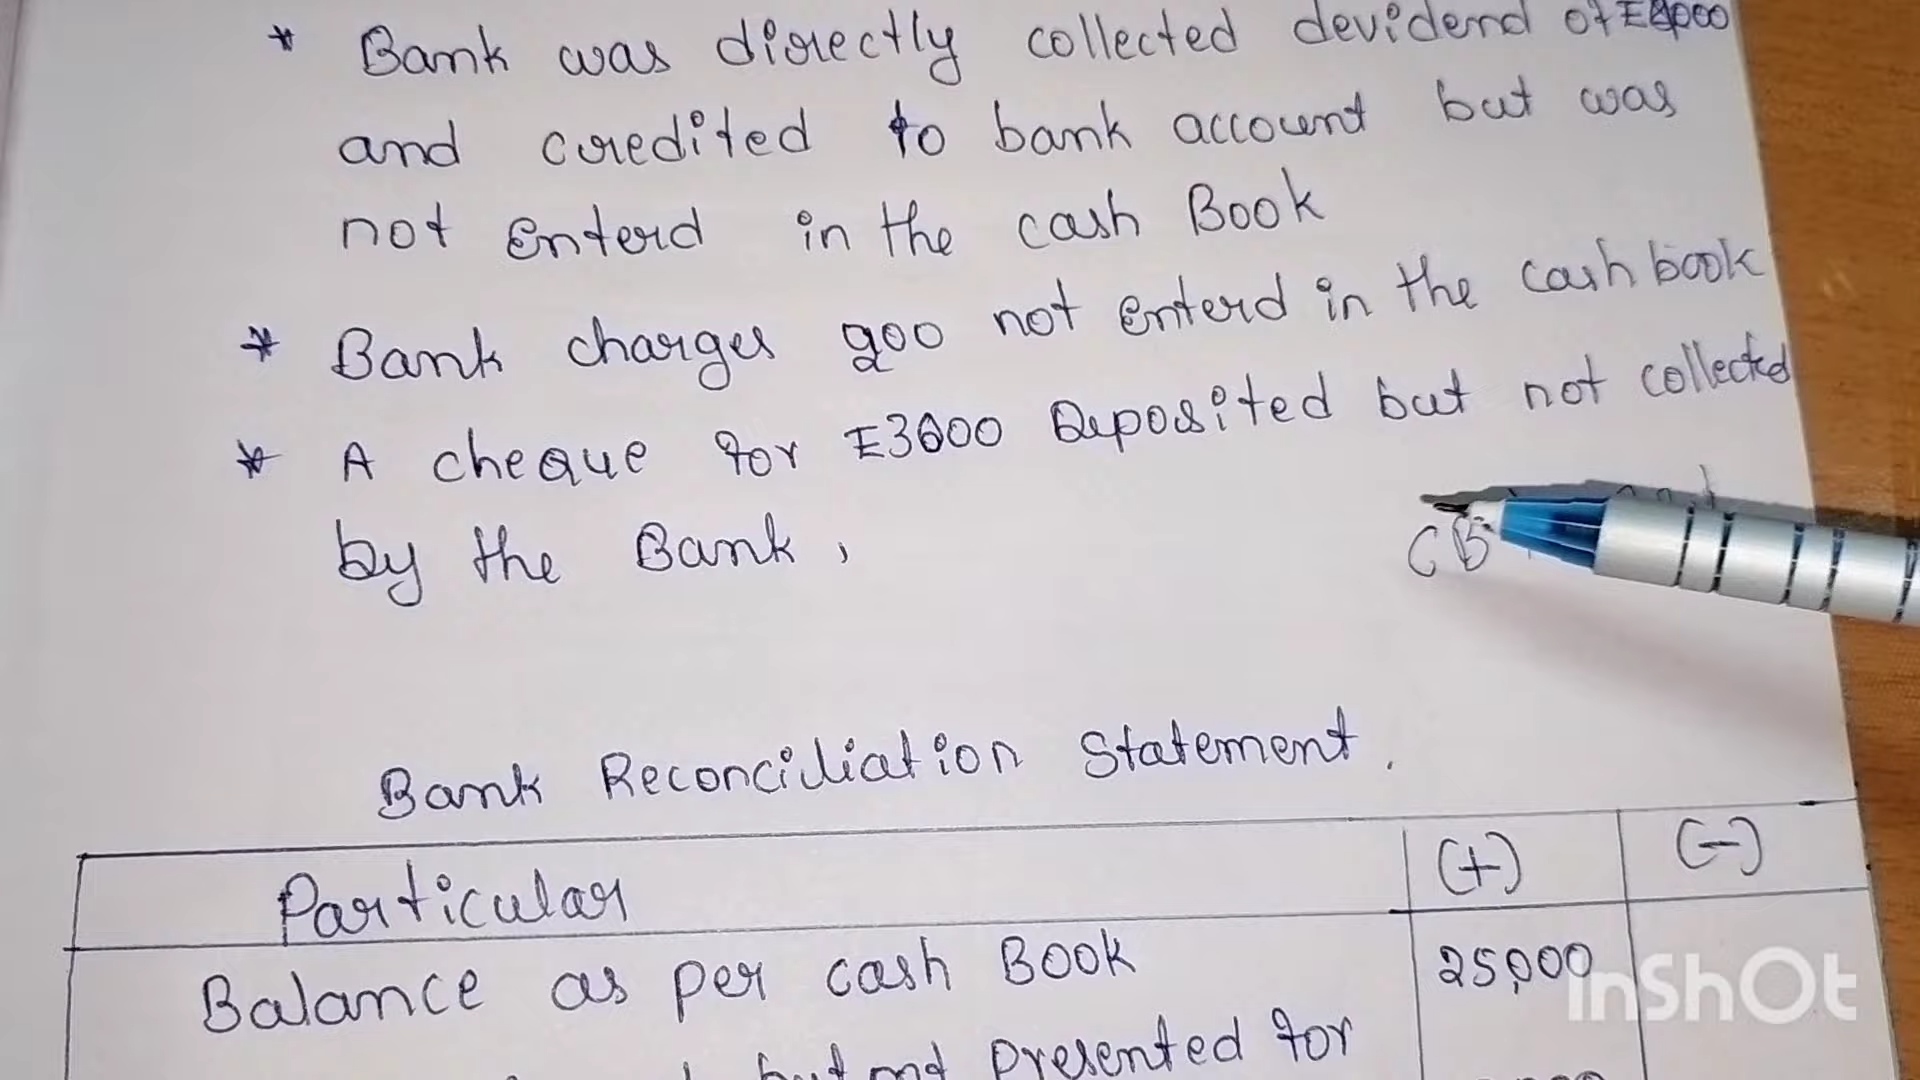 * Bank was directly collected devidend of
and credited to bank account but was
not Enterd in the cash Book
* Bank charges 900 not Enterd in the cash book
* A cheque for ₹3600 Deposited but not collected
by the Bank,
CB
Bank Reconciliation Statement.
Particular (+) (-)
Balance as per cash Book 25,000
but not Presented for
InShOt